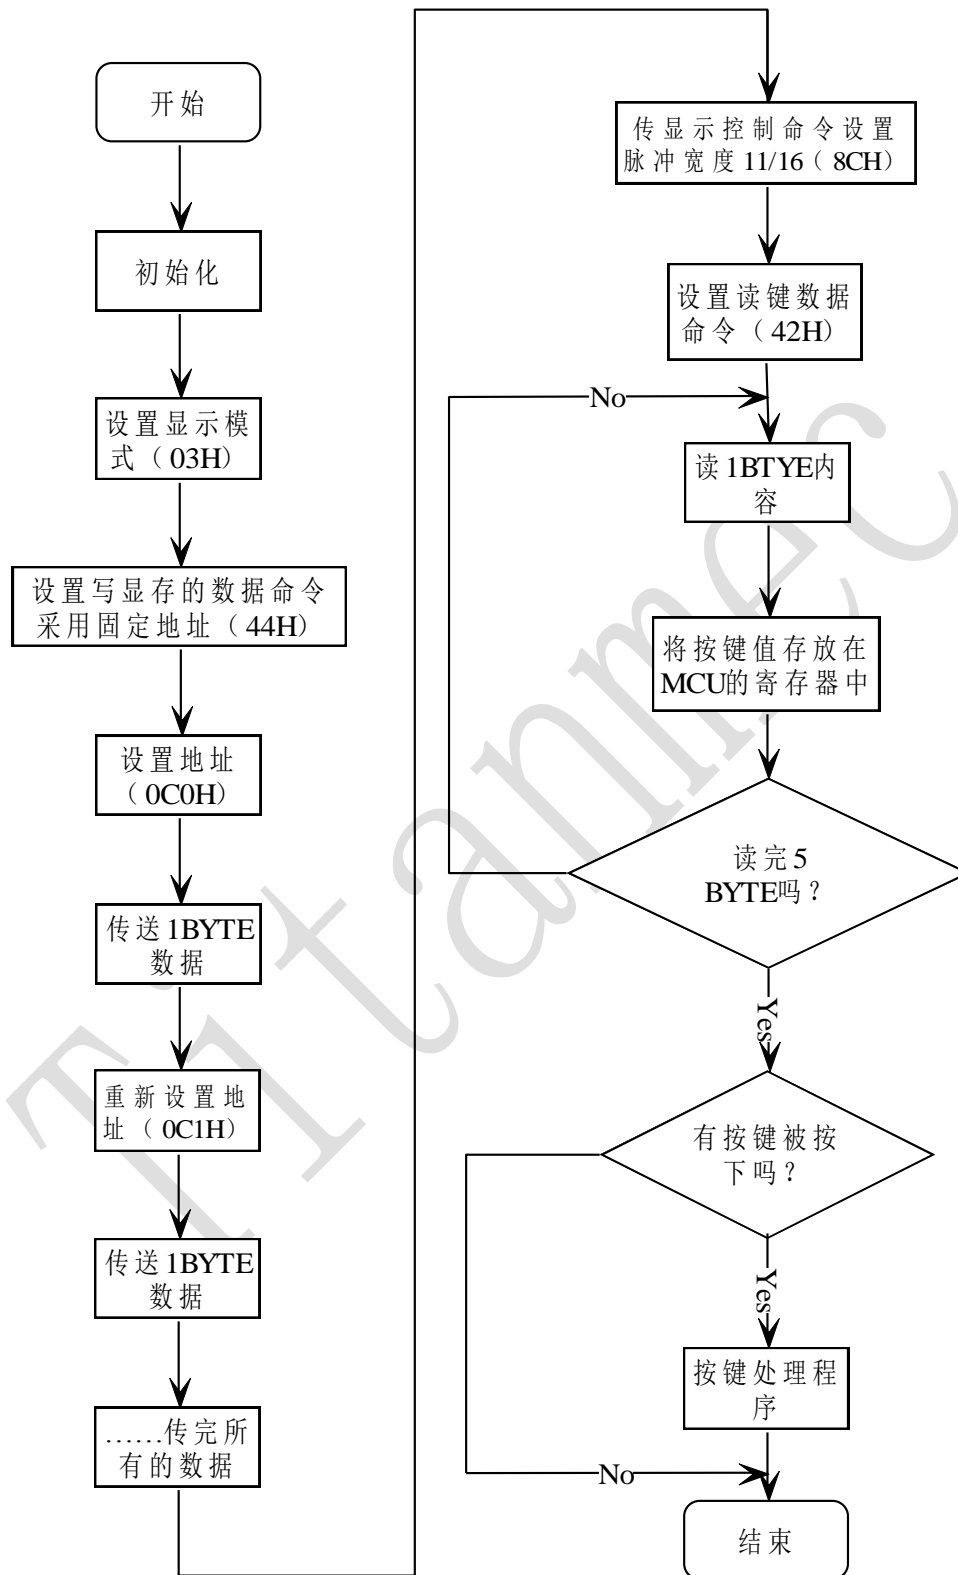 开始
初始化
设置显示模
式（03H）
设置写显存的数据命令
采用固定地址（44H）
设置地址
（0C0H）
传送1BYTE
数据
重新设置地
址（0C1H）
传送1BYTE
数据
……传完所
有的数据
传显示控制命令设置
脉冲宽度11/16（8CH）
设置读键数据
命令（42H）
No
读1BTYE内
容
将按键值存放在
MCU的寄存器中
读完5
BYTE吗？
Yes
有按键被按
下吗？
Yes
按键处理程
序
No
结束
Titanmec